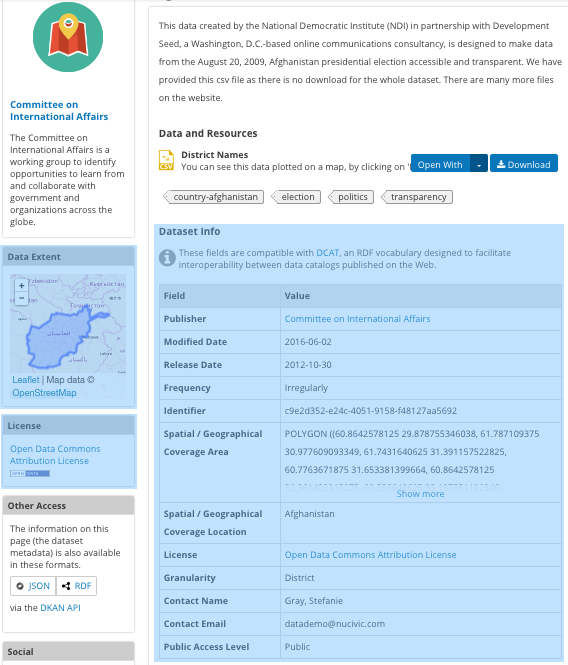 Committee on
International Affairs
The Committee on
International Affairs is a
working group to identify
opportunities to learn from
and collaborate with
government and
organizations across the
globe.
Data Extent
+
−
Leaflet | Map data ©
OpenStreetMap
License
Open Data Commons
Attribution License
Other Access
The information on this
page (the dataset
metadata) is also available
in these formats.
JSON RDF
via the DKAN API
Social
This data created by the National Democratic Institute (NDI) in partnership with Development
Seed, a Washington, D.C.-based online communications consultancy, is designed to make data
from the August 20, 2009, Afghanistan presidential election accessible and transparent. We have
provided this csv file as there is no download for the whole dataset. There are many more files
on the website.
Data and Resources
CSV
District Names
You can see this data plotted on a map, by clicking on "
Open With Download
country-afghanistan election politics transparency
Dataset Info
These fields are compatible with DCAT, an RDF vocabulary designed to facilitate
interoperability between data catalogs published on the Web.
Field Value
Publisher Committee on International Affairs
Modified Date 2016-06-02
Release Date 2012-10-30
Frequency Irregularly
Identifier c9e2d352-e24c-4051-9158-f48127aa5692
Spatial / Geographical POLYGON ((60.8642578125 29.878755346038, 61.787109375
Coverage Area 30.977609093349, 61.7431640625 31.391157522825,
60.7763671875 31.653381399664, 60.8642578125
Show more
Spatial / Geographical Afghanistan
Coverage Location
License Open Data Commons Attribution License
Granularity District
Contact Name Gray, Stefanie
Contact Email datademo@nucivic.com
Public Access Level Public